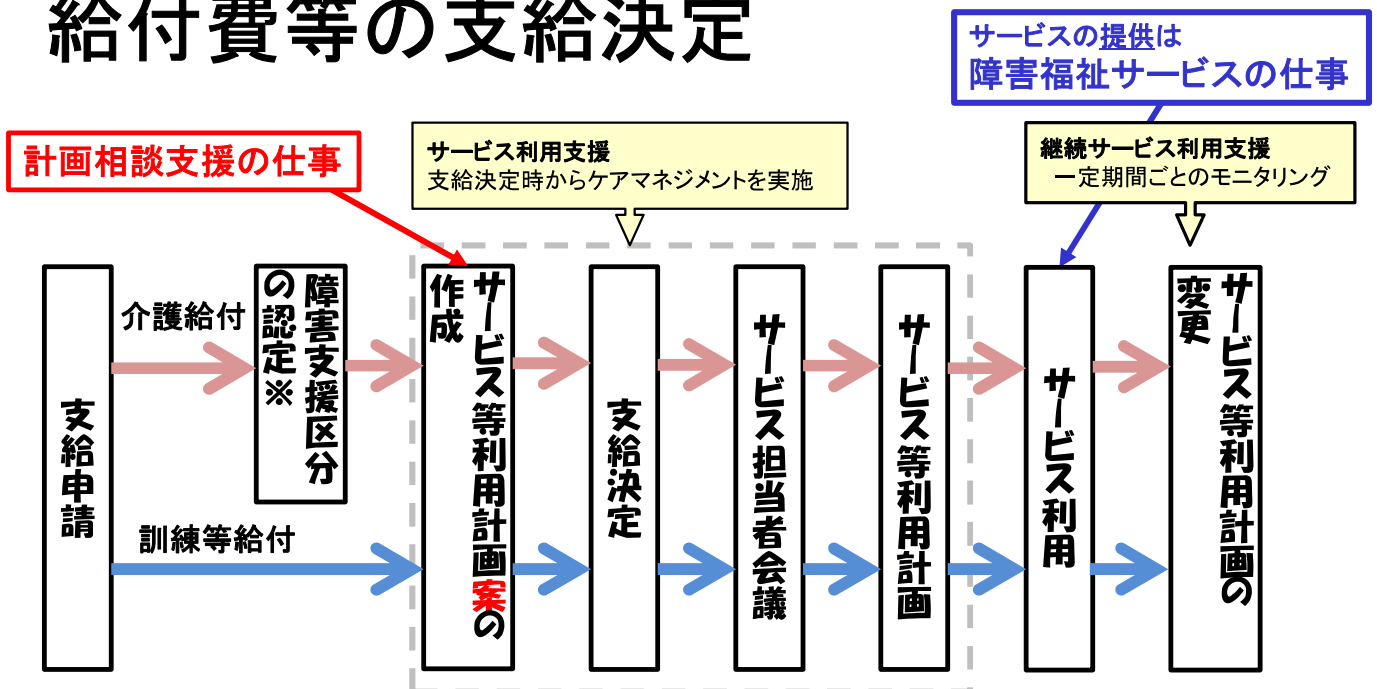 給付費等の支給決定
サービスの提供は
障害福祉サービスの仕事
計画相談支援の仕事
サービス利用支援
支給決定時からケアマネジメントを実施
継続サービス利用支援
一定期間ごとのモニタリング
支給申請
介護給付
訓練等給付
障害支援区分
の認定※
サービス等利用計画案の
作成
支給決定
サービス担当者会議
サービス等利用計画
サービス利用
サービス等利用計画の
変更